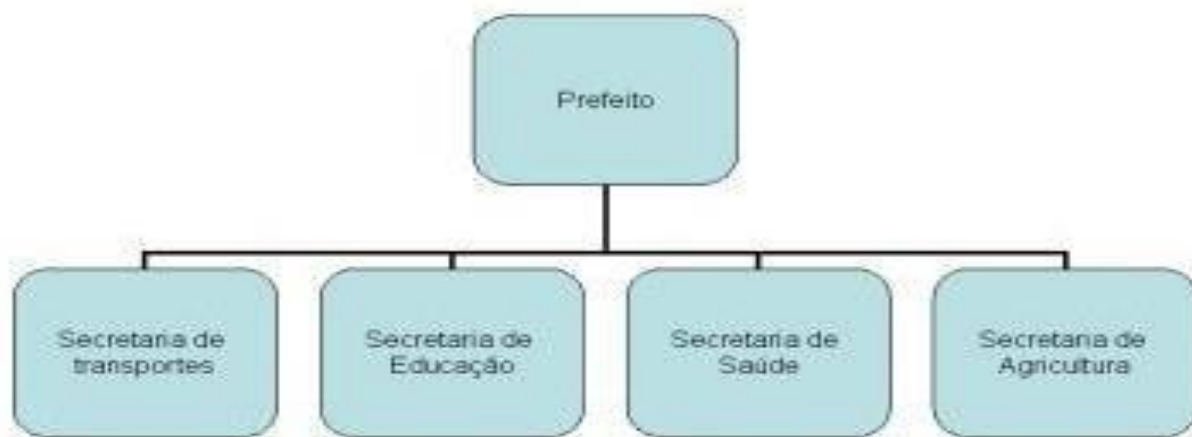 Prefeito
Secretaria de
transportes
Secretaria de
Educação
Secretaria de
Saúde
Secretaria de
Agricultura